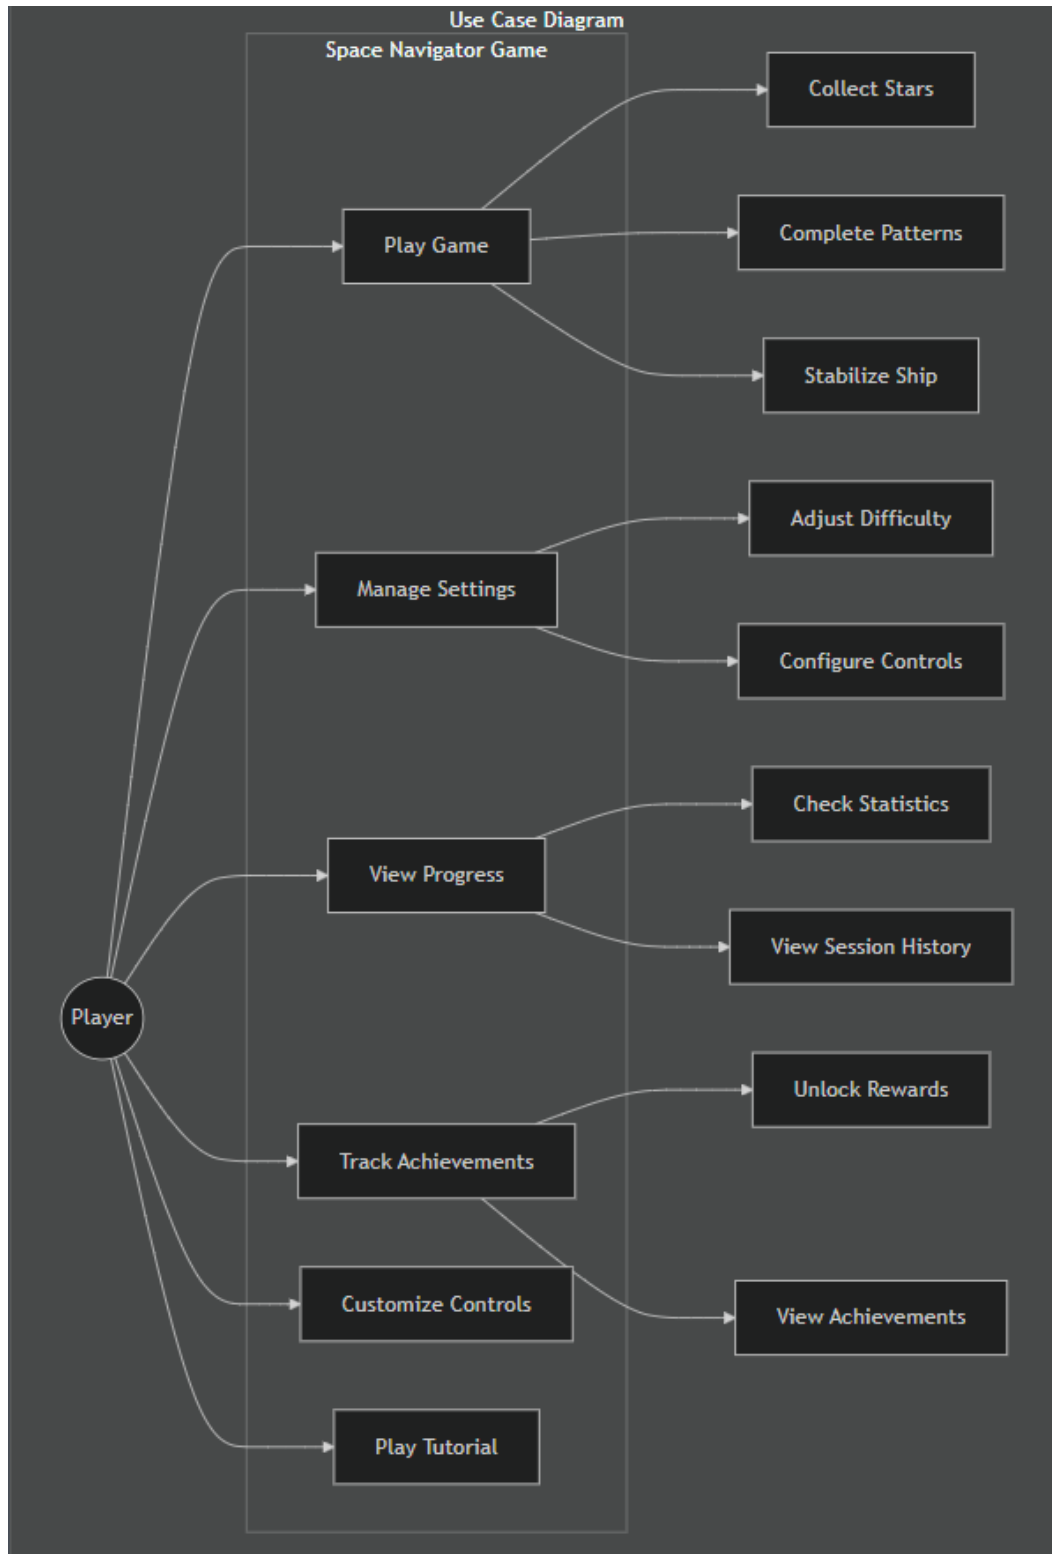 Use Case Diagram
Space Navigator Game
Collect Stars
Play Game
Complete Patterns
Stabilize Ship
Adjust Difficulty
Manage Settings
Configure Controls
Check Statistics
View Progress
View Session History
Player
Unlock Rewards
Track Achievements
Customize Controls
View Achievements
Play Tutorial